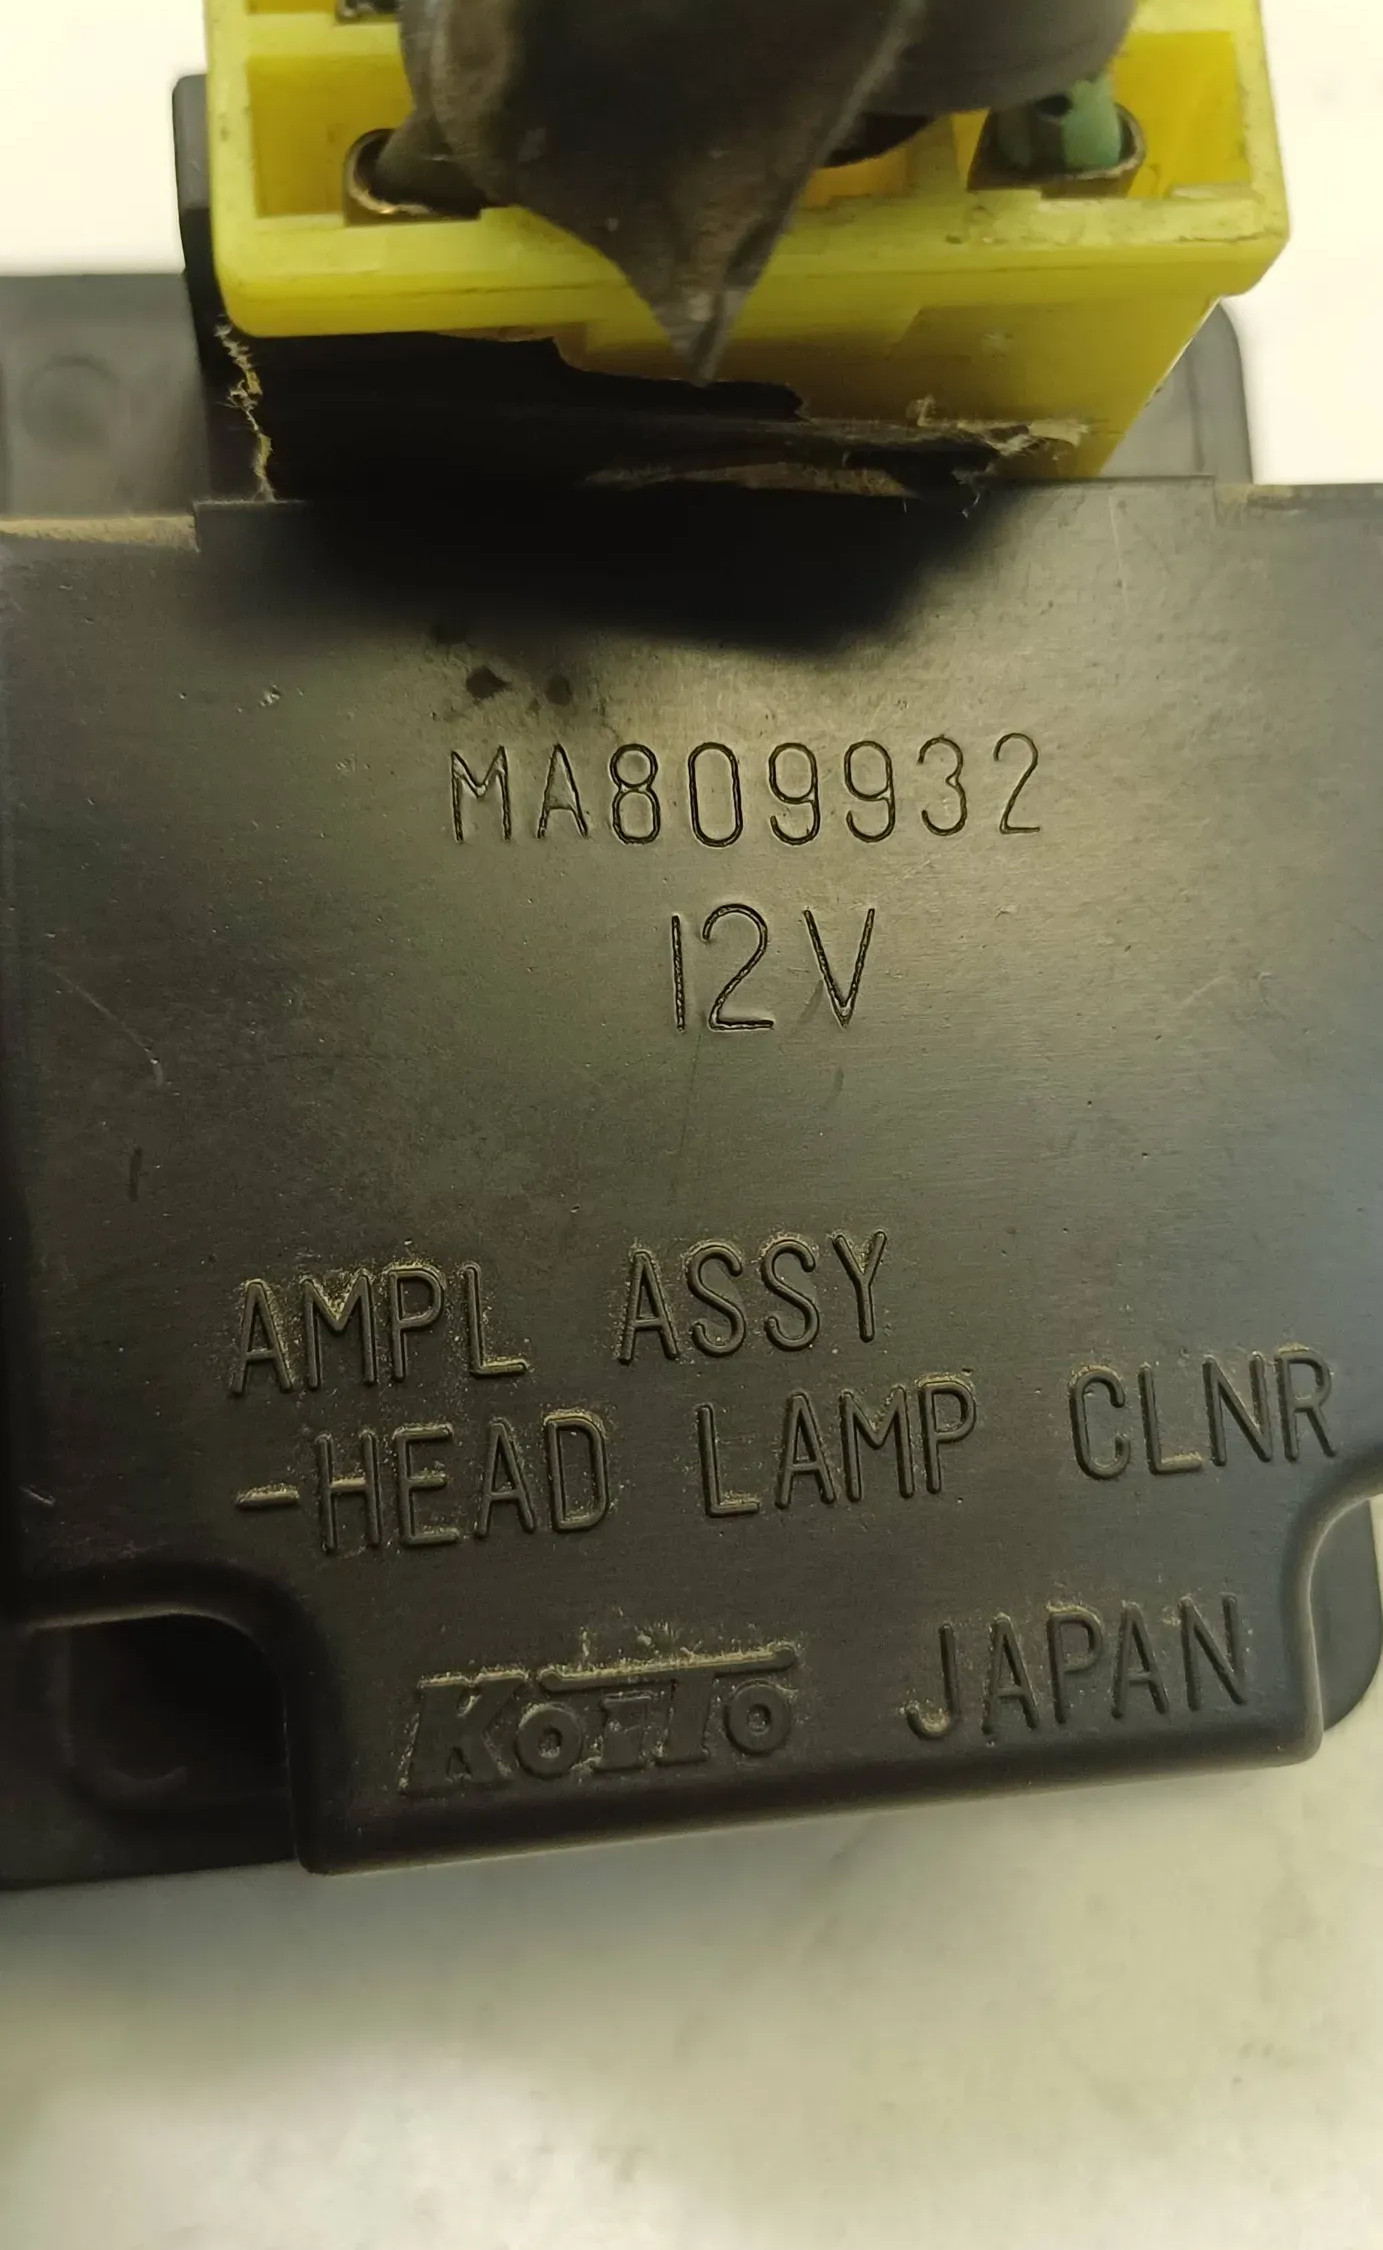 MA809932
12V
AMPL ASSY
-HEAD LAMP CLNR
KOITO JAPAN